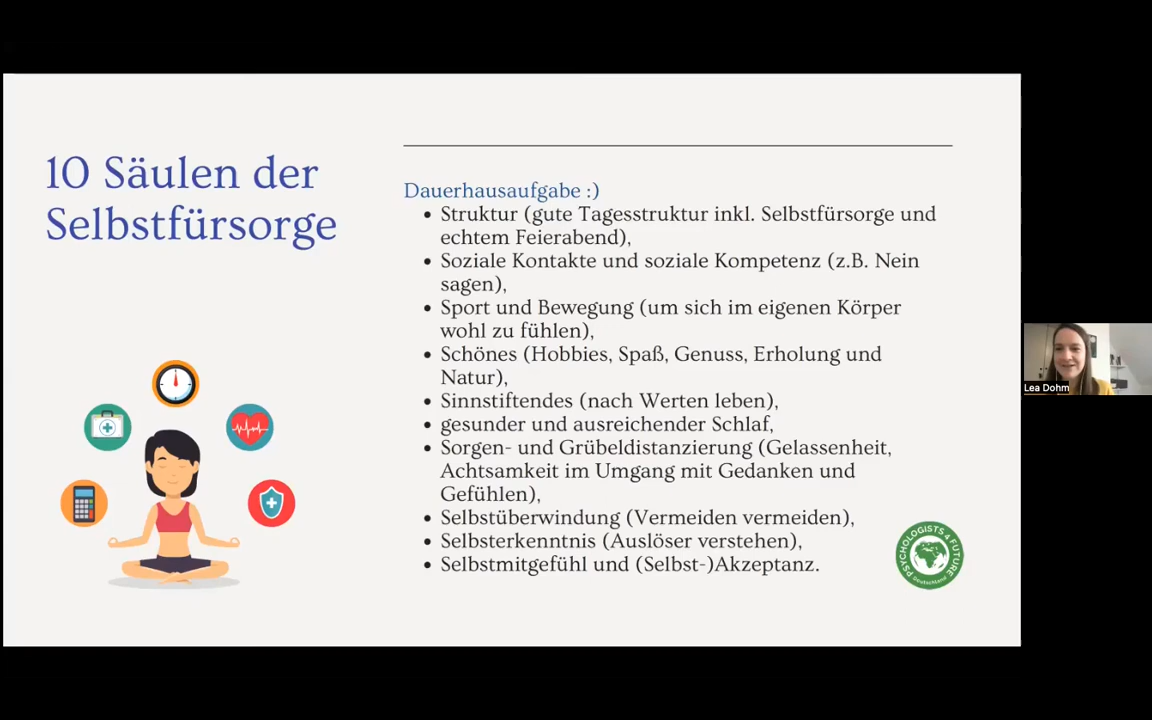 10 Säulen der
Selbstfürsorge
Dauerhausaufgabe :)
• Struktur (gute Tagesstruktur inkl. Selbstfürsorge und
echtem Feierabend),
• Soziale Kontakte und soziale Kompetenz (z.B. Nein
sagen),
• Sport und Bewegung (um sich im eigenen Körper
wohl zu fühlen),
• Schönes (Hobbies, Spaß, Genuss, Erholung und
Natur),
• Sinnstiftendes (nach Werten leben),
• gesunder und ausreichender Schlaf,
• Sorgen- und Grübeldistanzierung (Gelassenheit,
Achtsamkeit im Umgang mit Gedanken und
Gefühlen),
• Selbstüberwindung (Vermeiden vermeiden),
• Selbsterkenntnis (Auslöser verstehen),
• Selbstmitgefühl und (Selbst-)Akzeptanz.
PSYCHOLOGISTS 4 FUTURE
Deutschland
Lea Dohm